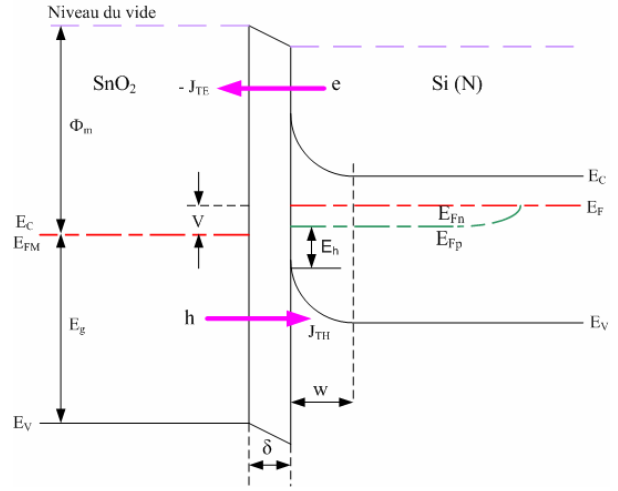 Niveau du vide
SnO2
- JTE
e
Si (N)
Φm
EC
V
EC
EF
EFn
EFM
EFp
Eh
Eg
h
JTH
EV
w
EV
δ